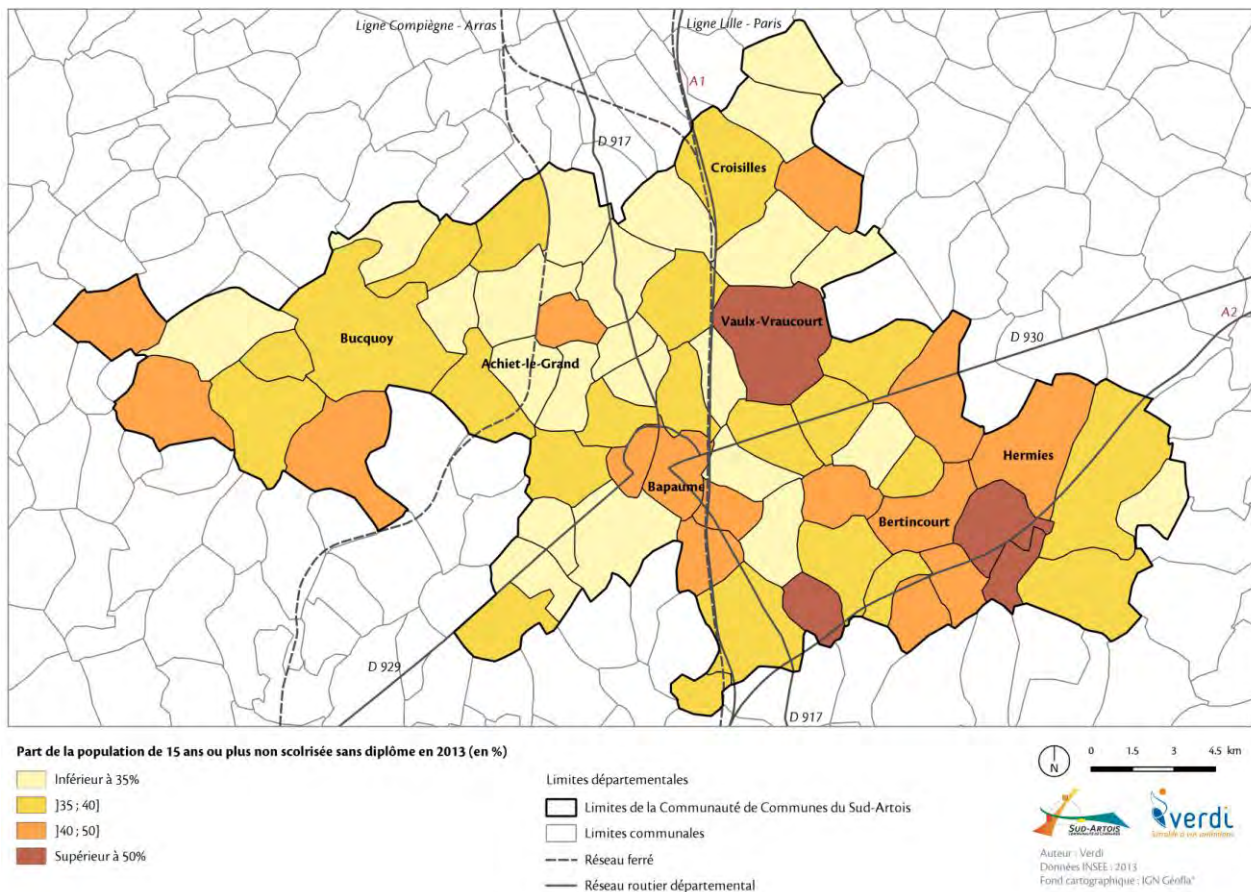 Ligne Compiègne - Arras
Ligne Lille - Paris
A1
D 917
Croisilles
Vaulx-Vraucourt
A2
D 930
Bucquoy
Achiet-le-Grand
Hermies
Bapaume
Bertincourt
D 929
D 917
Part de la population de 15 ans ou plus non scolrisée sans diplôme en 2013 (en %)
Inférieur à 35%
]35 ; 40]
]40 ; 50]
Supérieur à 50%
Limites départementales
Limites de la Communauté de Communes du Sud-Artois
Limites communales
Réseau ferré
Réseau routier départemental
N
0 1.5 3 4.5 km
SUD-ARTOIS
COMMUNAUTÉ DE COMMUNES
verdi
Auteur : Verdi
Données INSEE : 2013
Fond cartographique : IGN Géofla®